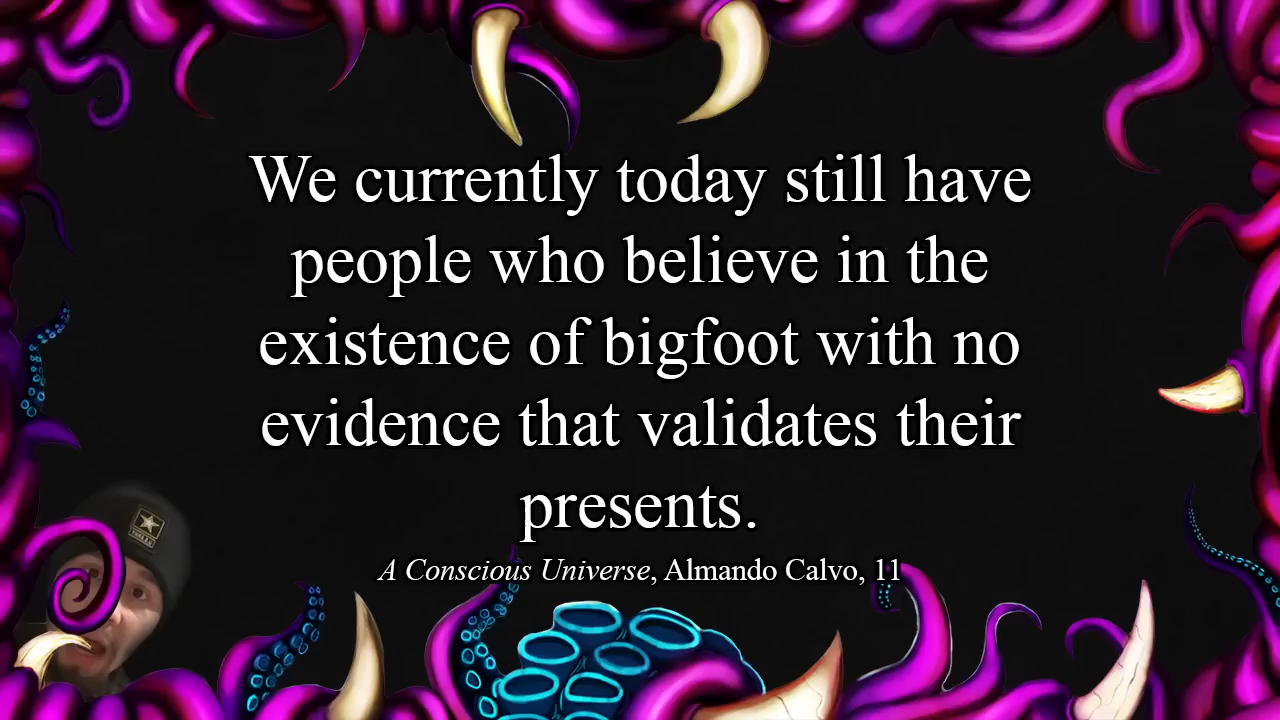 We currently today still have
people who believe in the
existence of bigfoot with no
evidence that validates their
presents.
A Conscious Universe, Almando Calvo, 11